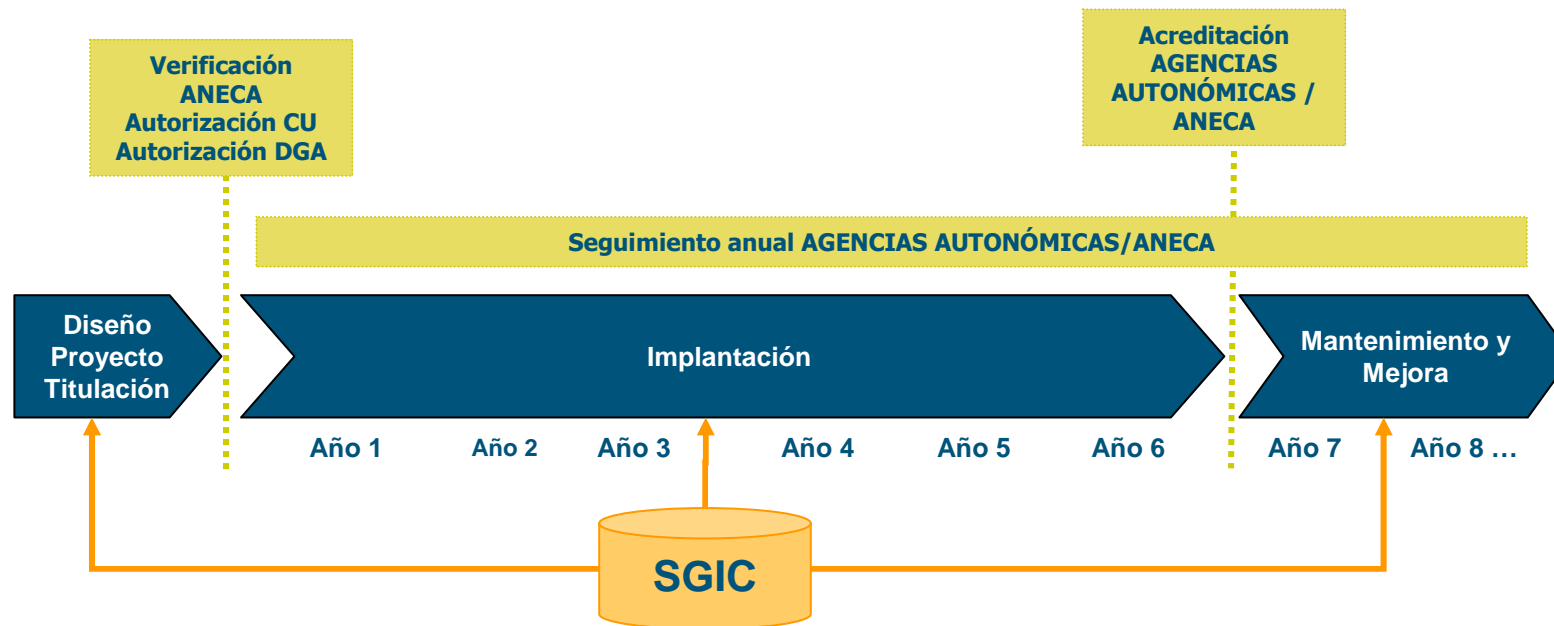 Verificación
ANECA
Autorización CU
Autorización DGA
Acreditación
AGENCIAS
AUTONÓMICAS /
ANECA
Seguimiento anual AGENCIAS AUTONÓMICAS/ANECA
Diseño
Proyecto
Titulación
Implantación
Mantenimiento y
Mejora
Año 1
Año 2
Año 3
Año 4
Año 5
Año 6
Año 7
Año 8 ...
SGIC